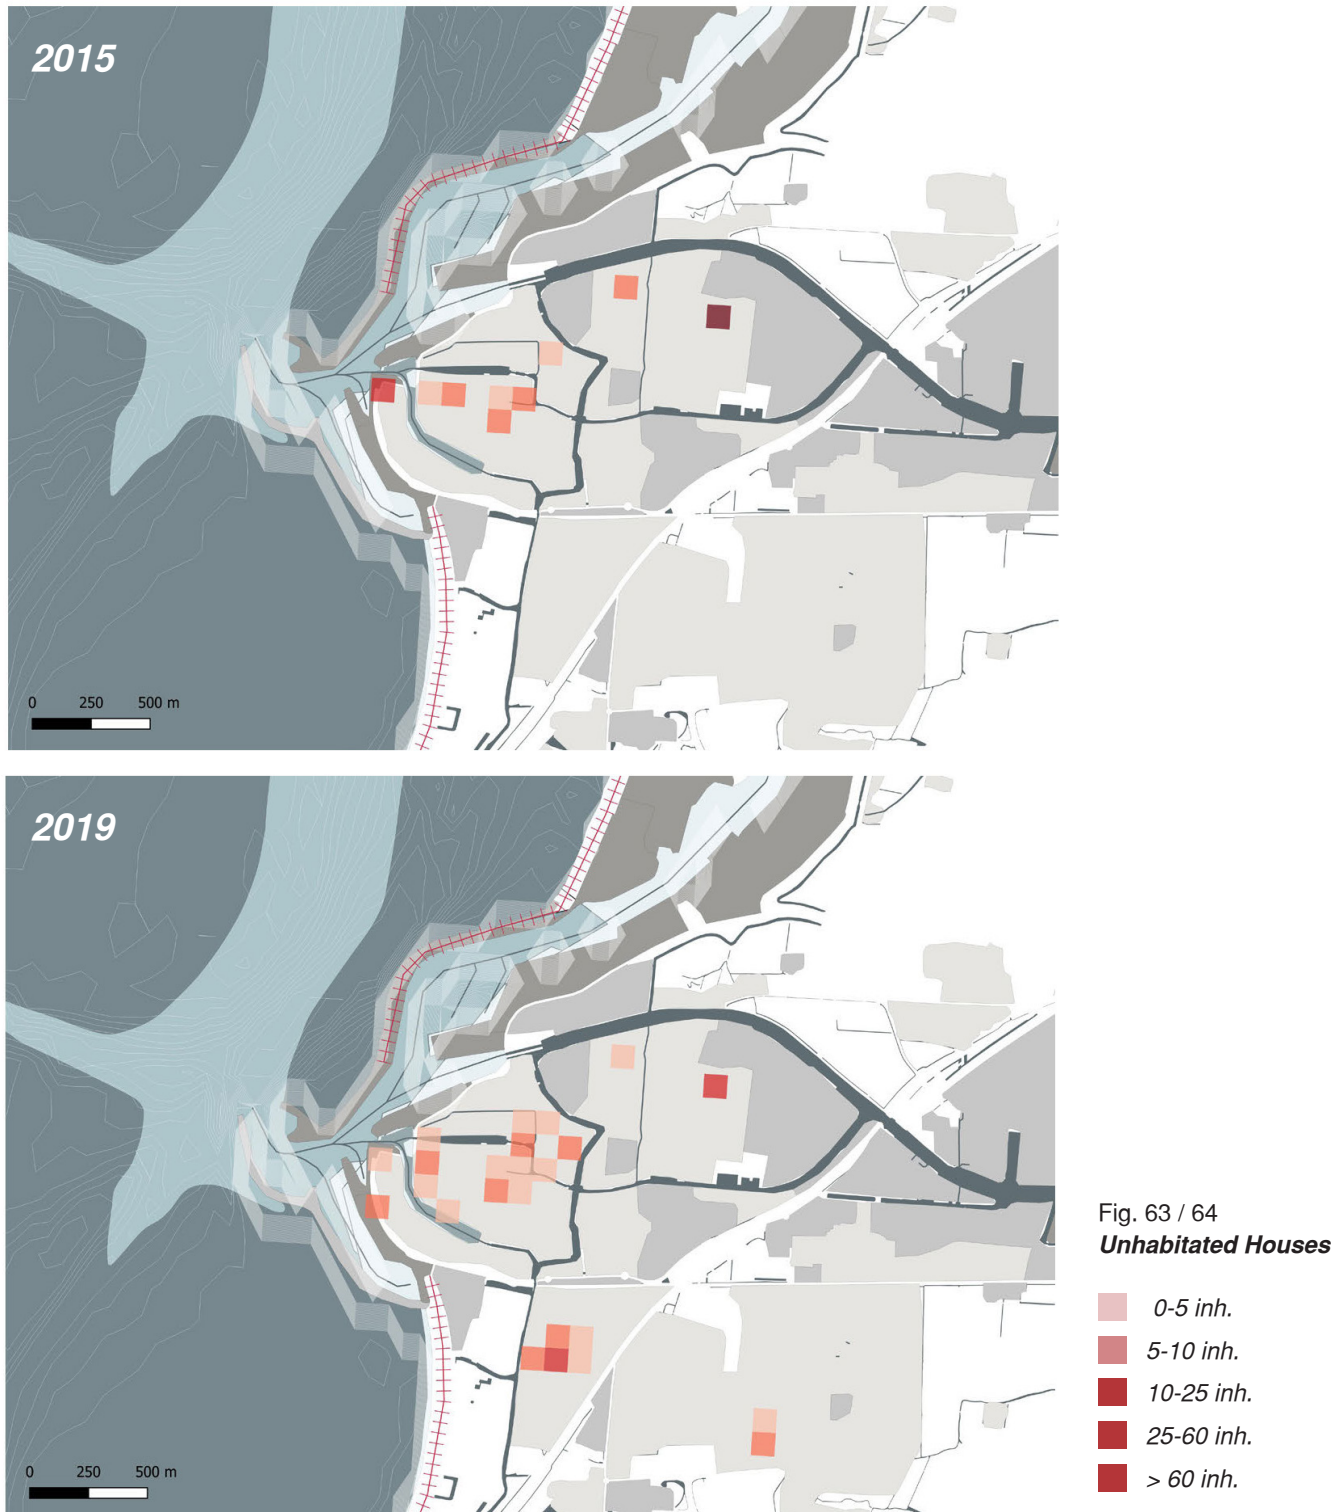 2015
0 250 500 m
2019
0 250 500 m
Fig. 63 / 64
Unhabitated Houses
0-5 inh.
5-10 inh.
10-25 inh.
25-60 inh.
> 60 inh.